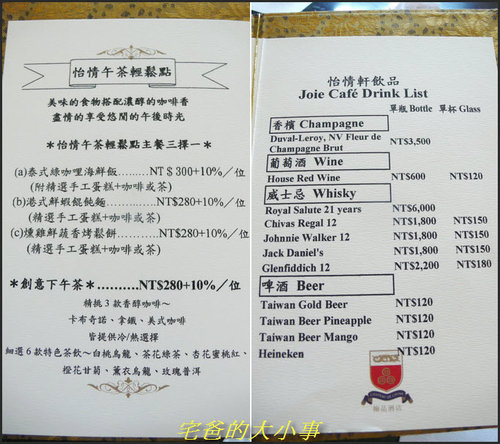 怡情午茶輕鬆點
美味的食物搭配濃醇的咖啡香
盡情的享受悠閒的午後時光
＊怡情午茶輕鬆點主餐三擇一＊
(a)泰式綠咖哩海鮮飯.........NT＄300+10%／位
(附精選手工蛋糕+咖啡或茶)
(b)港式鮮蝦餛飩麵............NT$280+10%／位
(精選手工蛋糕+咖啡或茶)
(c)燻雞鮮蔬香烤鬆餅.........NT$280+10%／位
(精選手工蛋糕+咖啡或茶)
＊創意下午茶＊..........NT$280+10%／位
精挑3款香醇咖啡～
卡布奇諾、拿鐵、美式咖啡
皆提供冷/熱選擇
細選6款特色茶飲～白桃烏龍、茶花綠茶、杏花蜜桃紅、
橙花甘菊、薰衣烏龍、玫瑰普洱
怡情軒飲品
Joie Café Drink List
單瓶 Bottle 單杯 Glass
香檳 Champagne
Duval-Leroy, NV Fleur de Champagne Brut NT$3,500
葡萄酒 Wine
House Red Wine NT$600 NT$120
威士忌 Whisky
Royal Salute 21 years NT$6,000
Chivas Regal 12 NT$1,800 NT$150
Johnnie Walker 12 NT$1,800 NT$150
Jack Daniel's NT$1,800 NT$150
Glenfiddich 12 NT$2,200 NT$180
啤酒 Beer
Taiwan Gold Beer NT$120
Taiwan Beer Pineapple NT$120
Taiwan Beer Mango NT$120
Heineken NT$120
翰品酒店
宅爸的大小事